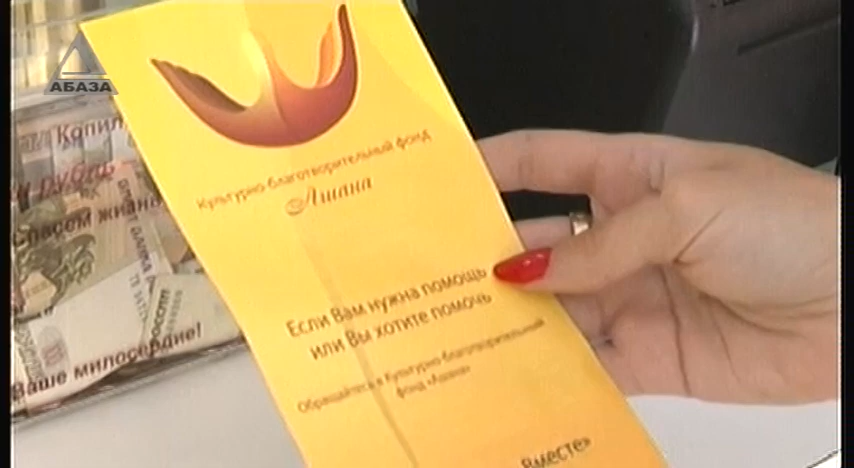 АБАЗА
Культурно-благотворительный фонд
Ашана
Если Вам нужна помощь
или Вы хотите помочь
Обращайтесь в Культурно-благотворительный
фонд «Ашана»
Вместе»
Копил
рубль
Спасем жизнь
Ваше милосердие!